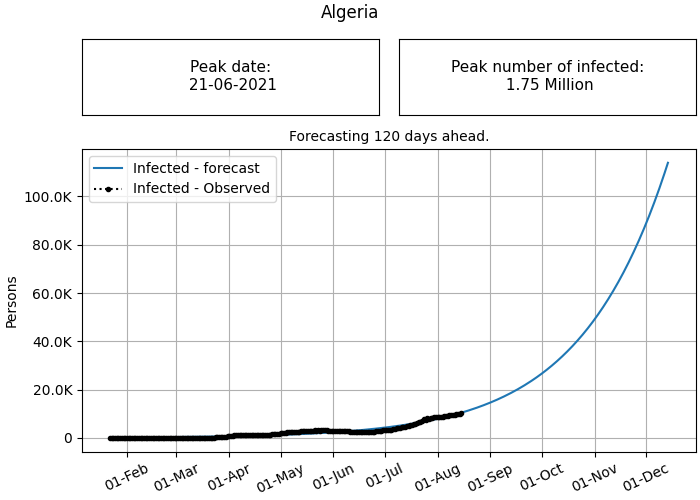 Algeria
Peak date:
21-06-2021
Peak number of infected:
1.75 Million
Forecasting 120 days ahead.
Infected - forecast
Infected - Observed
Persons
100.0K
80.0K
60.0K
40.0K
20.0K
0
01-Feb
01-Mar
01-Apr
01-May
01-Jun
01-Jul
01-Aug
01-Sep
01-Oct
01-Nov
01-Dec